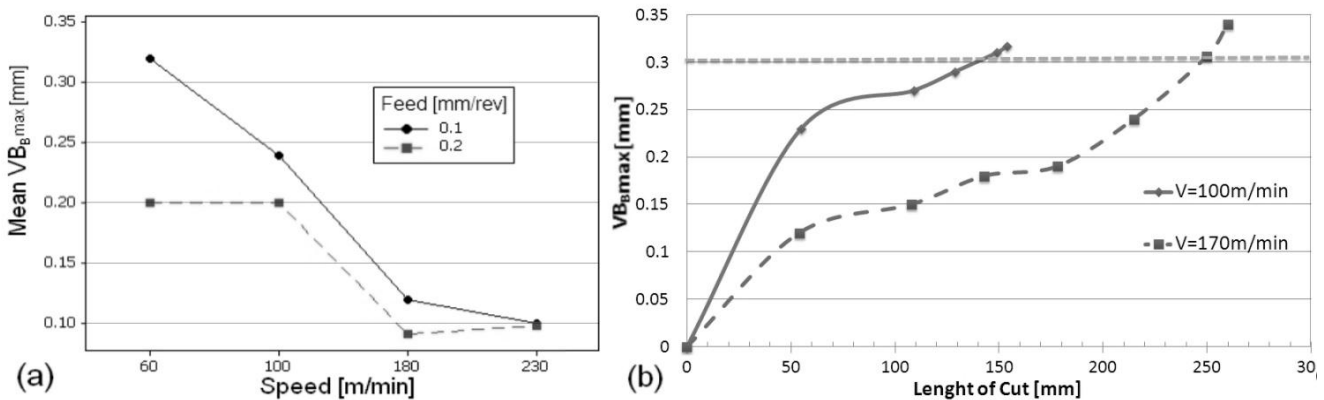 0.35
0.30
0.25
0.20
0.15
0.10
Mean VB_Bmax [mm]
Feed [mm/rev]
0.1
0.2
60 100 180 230
Speed [m/min]
(a)
0.35
0.3
0.25
0.2
0.15
0.1
0.05
0
VB_Bmax[mm]
V=100m/min
V=170m/min
0 50 100 150 200 250
Lenght of Cut [mm]
(b)